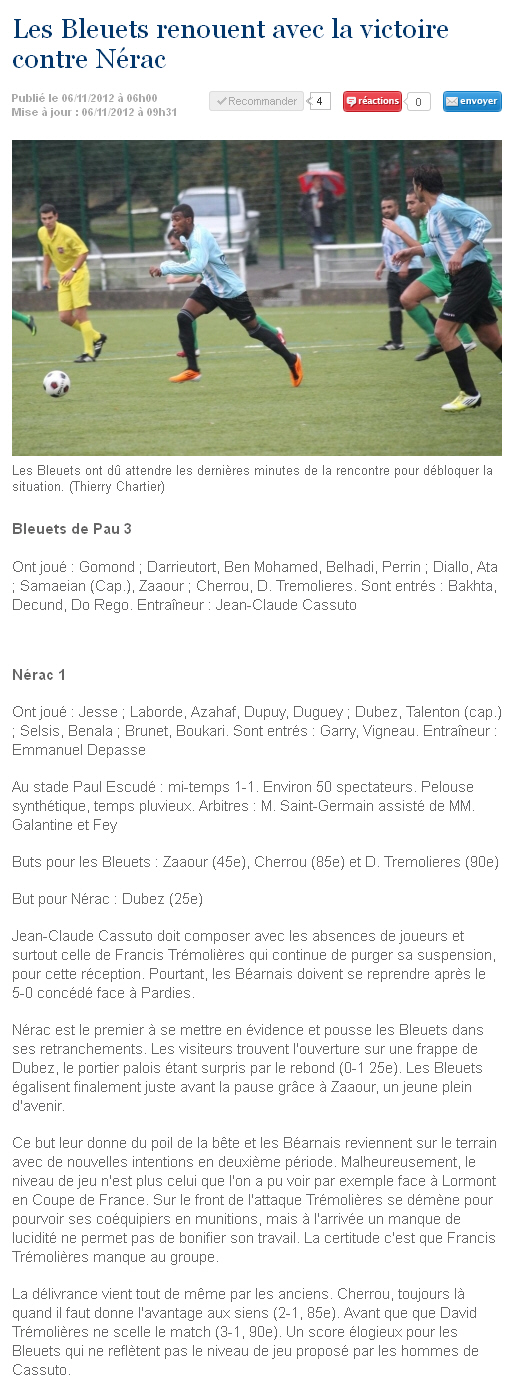 Les Bleuets renouent avec la victoire
contre Nérac
Publié le 06/11/2012 à 06h00
Mise à jour : 06/11/2012 à 09h31
Recommander 4 réactions 0 envoyer
Les Bleuets ont dû attendre les dernières minutes de la rencontre pour débloquer la
situation. (Thierry Chartier)
Bleuets de Pau 3
Ont joué : Gomond ; Darrieutort, Ben Mohamed, Belhadi, Perrin ; Diallo, Ata
; Samaeian (Cap.), Zaaour ; Cherrou, D. Tremolieres. Sont entrés : Bakhta,
Decund, Do Rego. Entraîneur : Jean-Claude Cassuto
Nérac 1
Ont joué : Jesse ; Laborde, Azahaf, Dupuy, Duguey ; Dubez, Talenton (cap.)
; Selsis, Benala ; Brunet, Boukari. Sont entrés : Garry, Vigneau. Entraîneur :
Emmanuel Depasse
Au stade Paul Escudé : mi-temps 1-1. Environ 50 spectateurs. Pelouse
synthétique, temps pluvieux. Arbitres : M. Saint-Germain assisté de MM.
Galantine et Fey
Buts pour les Bleuets : Zaaour (45e), Cherrou (85e) et D. Tremolieres (90e)
But pour Nérac : Dubez (25e)
Jean-Claude Cassuto doit composer avec les absences de joueurs et
surtout celle de Francis Trémolières qui continue de purger sa suspension,
pour cette réception. Pourtant, les Béarnais doivent se reprendre après le
5-0 concédé face à Pardies.
Nérac est le premier à se mettre en évidence et pousse les Bleuets dans
ses retranchements. Les visiteurs trouvent l'ouverture sur une frappe de
Dubez, le portier palois étant surpris par le rebond (0-1 25e). Les Bleuets
égalisent finalement juste avant la pause grâce à Zaaour, un jeune plein
d'avenir.
Ce but leur donne du poil de la bête et les Béarnais reviennent sur le terrain
avec de nouvelles intentions en deuxième période. Malheureusement, le
niveau de jeu n'est plus celui que l'on a pu voir par exemple face à Lormont
en Coupe de France. Sur le front de l'attaque Trémolières se démène pour
pourvoir ses coéquipiers en munitions, mais à l'arrivée un manque de
lucidité ne permet pas de bonifier son travail. La certitude c'est que Francis
Trémolières manque au groupe.
La délivrance vient tout de même par les anciens. Cherrou, toujours là
quand il faut donne l'avantage aux siens (2-1, 85e). Avant que que David
Trémolières ne scelle le match (3-1, 90e). Un score élogieux pour les
Bleuets qui ne reflètent pas le niveau de jeu proposé par les hommes de
Cassuto.